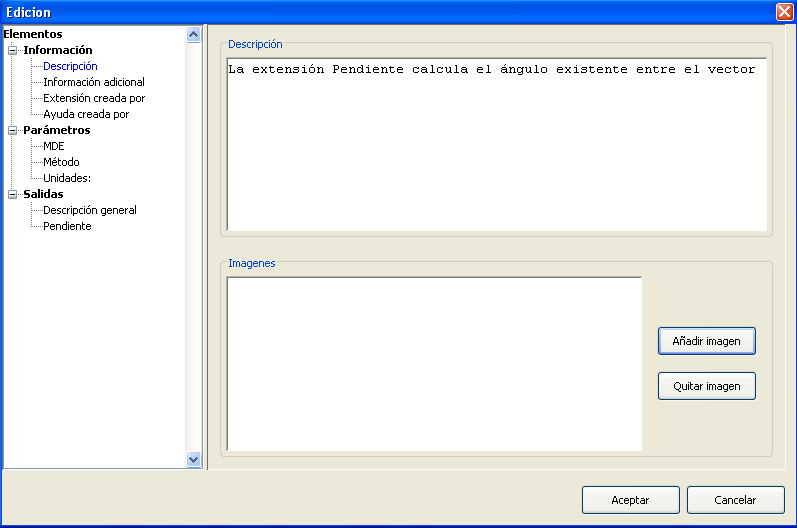 Edicion
Elementos
Información
Descripción
Información adicional
Extensión creada por
Ayuda creada por
Parámetros
MDE
Método
Unidades:
Salidas
Descripción general
Pendiente
Descripción
La extensión Pendiente calcula el ángulo existente entre el vector
Imagenes
Añadir imagen
Quitar imagen
Aceptar
Cancelar